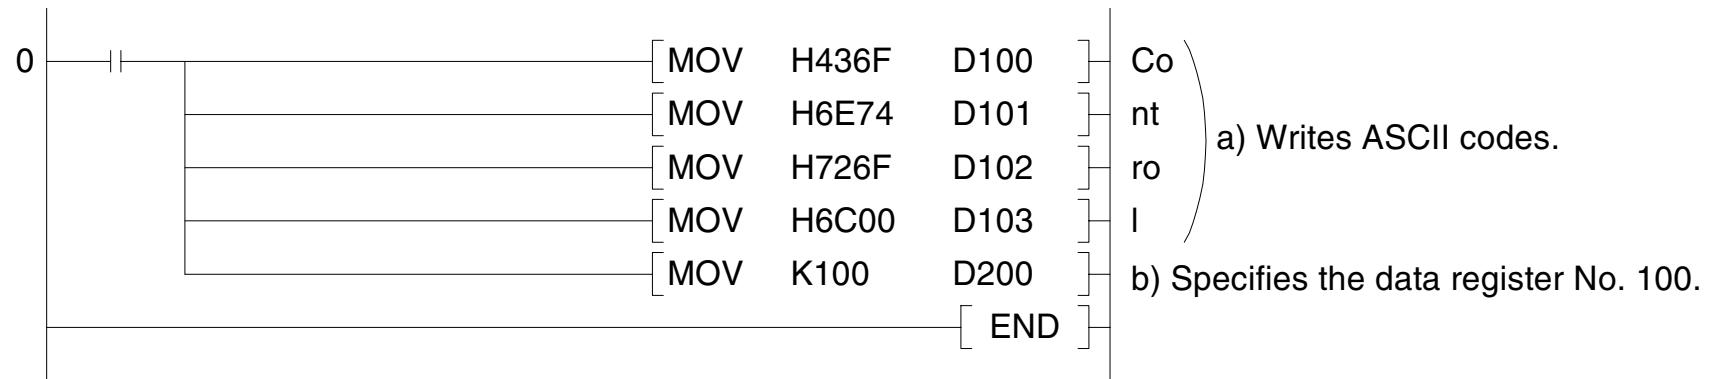 0 MOV H436F D100 Co
MOV H6E74 D101 nt
a) Writes ASCII codes.
MOV H726F D102 ro
MOV H6C00 D103 l
MOV K100 D200 b) Specifies the data register No. 100.
END